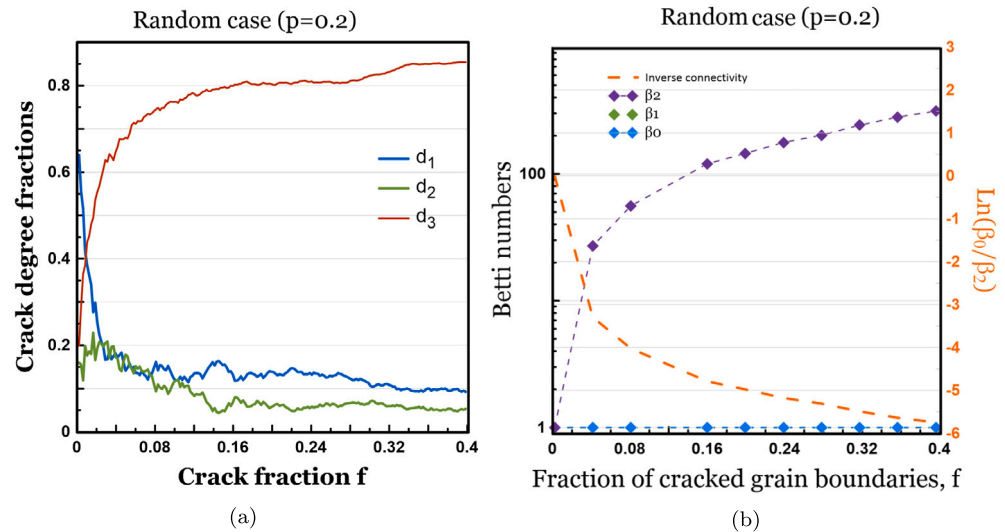 Random case (p=0.2)
Crack degree fractions
0.8
0.6
0.4
0.2
0
d1
d2
d3
0.08
0.16
0.24
0.32
0.4
Crack fraction f
(a)
Random case (p=0.2)
Betti numbers
100
10
1
Inverse connectivity
β2
β1
β0
3
2
1
0
-1
-2
-3
-4
-5
-6
Ln(β0/β2)
0
0.08
0.16
0.24
0.32
0.4
Fraction of cracked grain boundaries, f
(b)